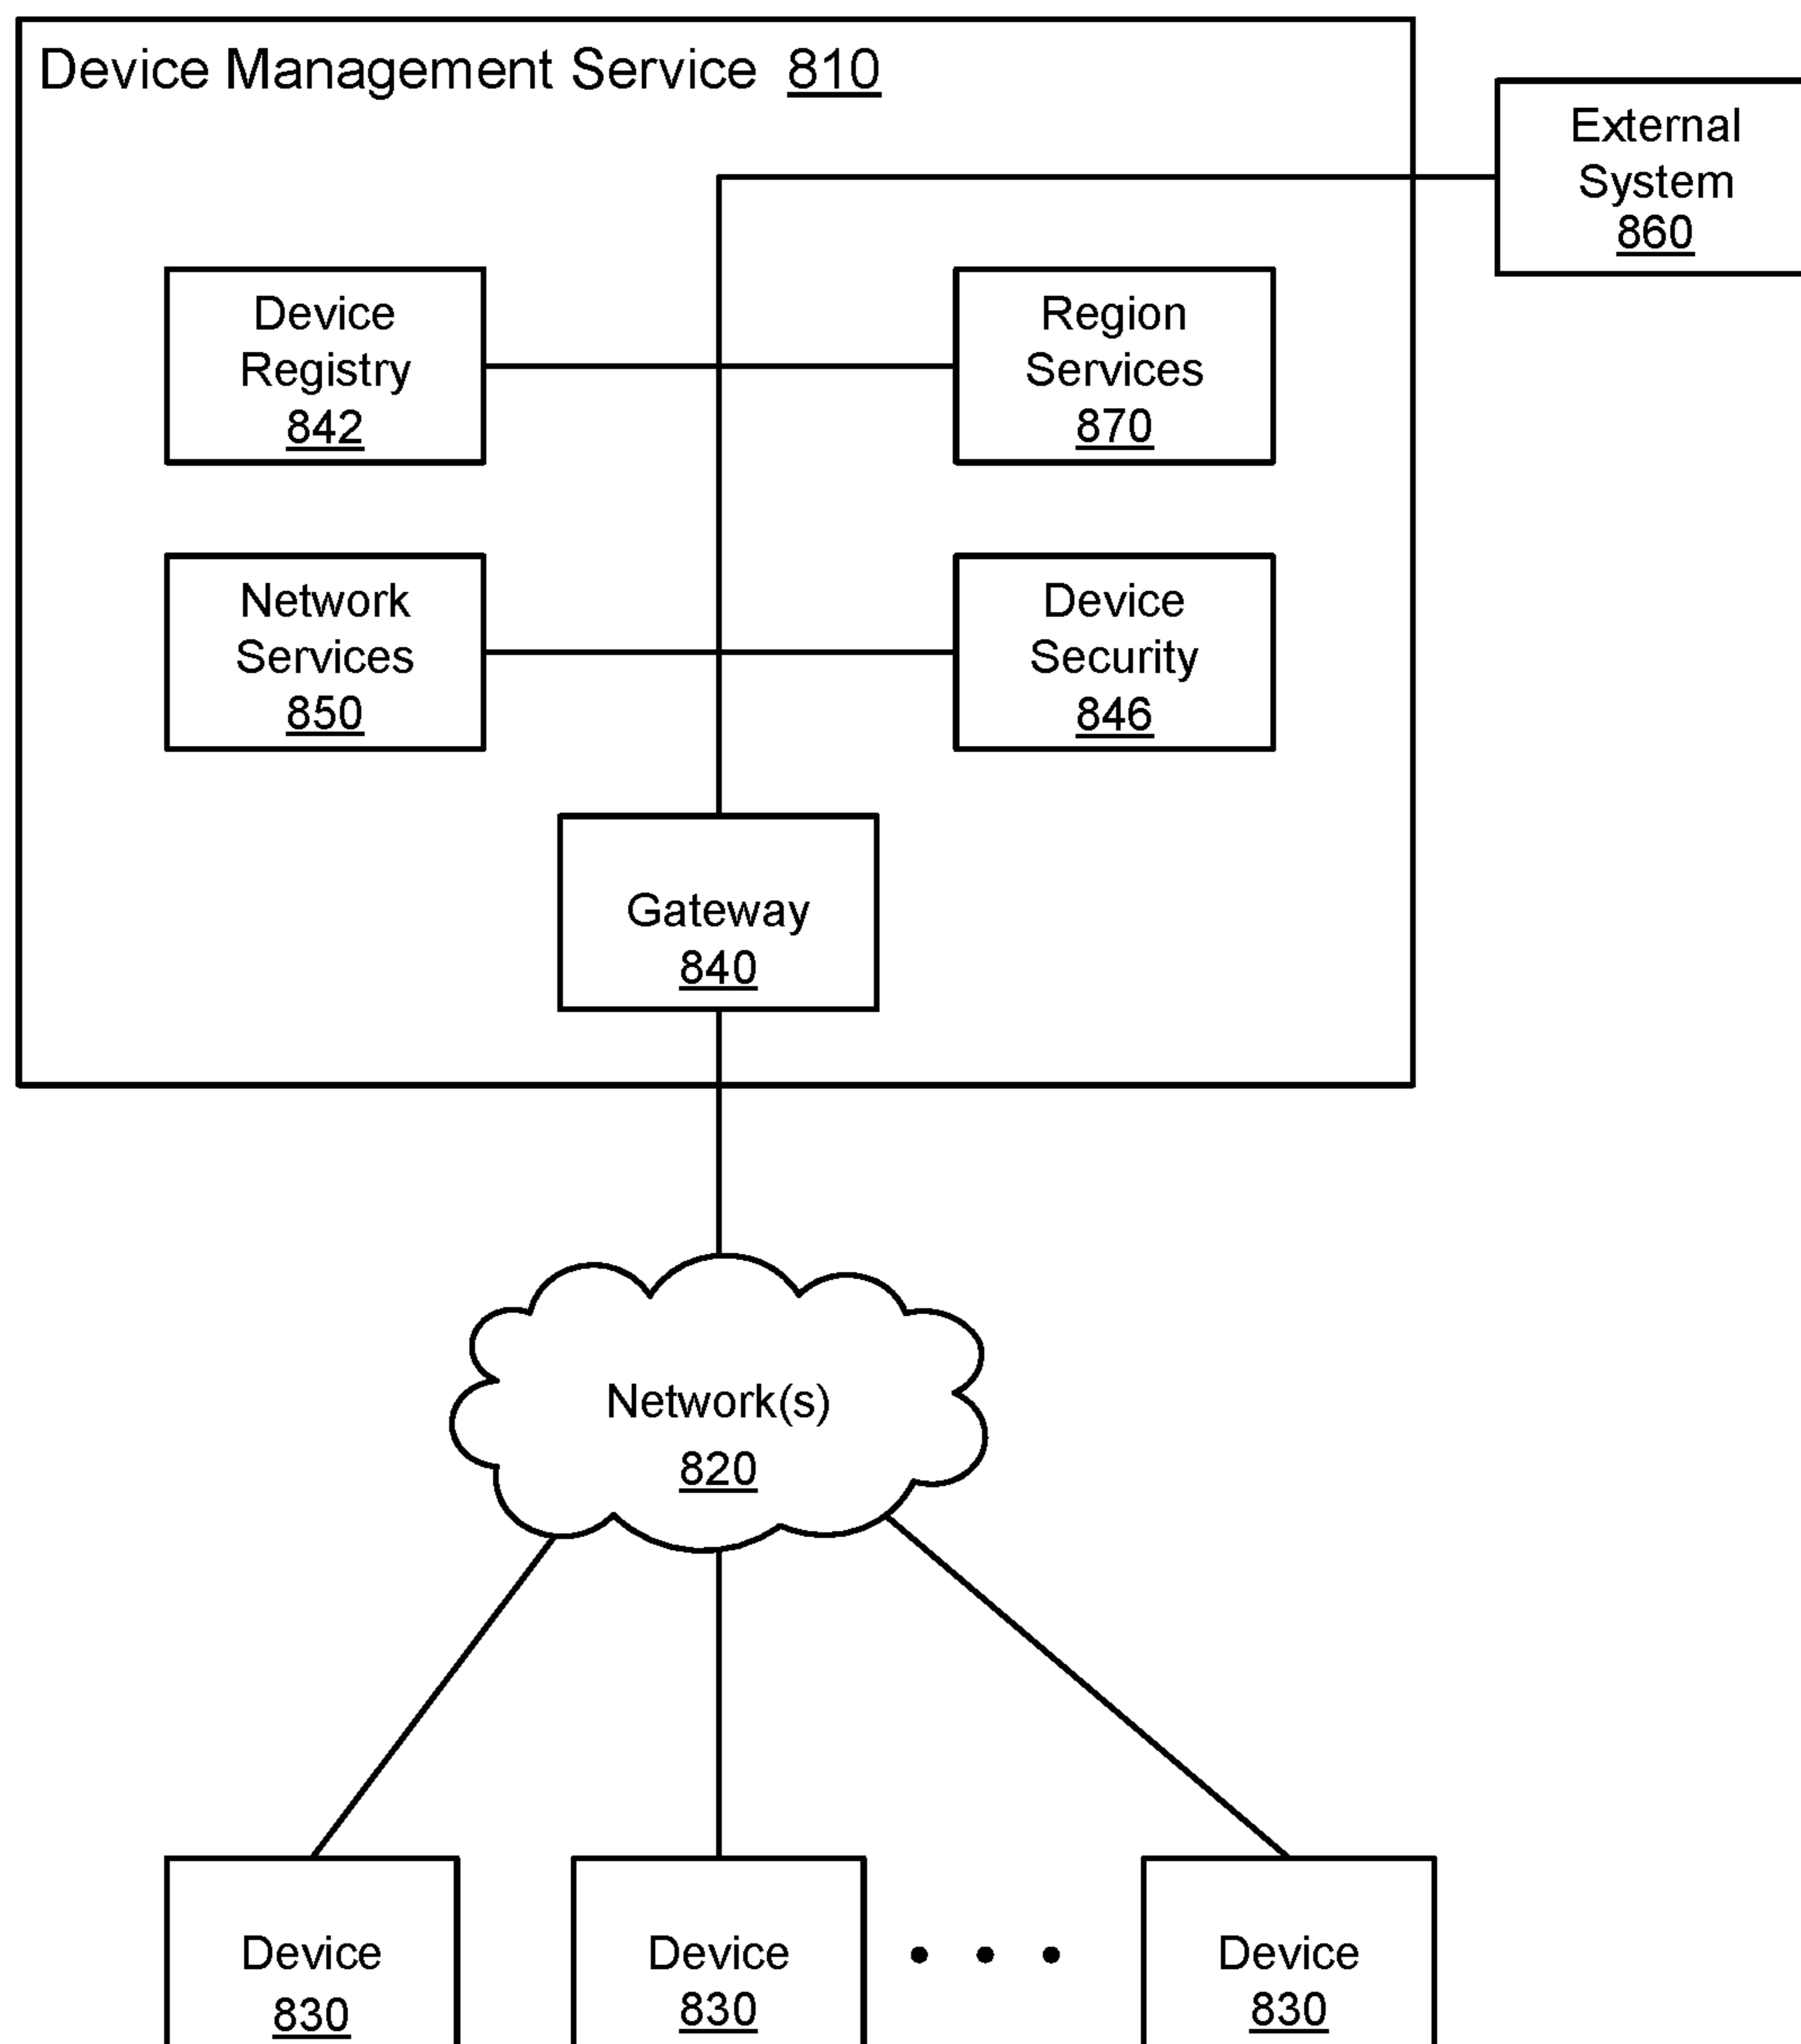 Device Management Service 810
External
System
860
Device
Registry
842
Region
Services
870
Network
Services
850
Device
Security
846
Gateway
840
Network(s)
820
Device
830
Device
830
Device
830